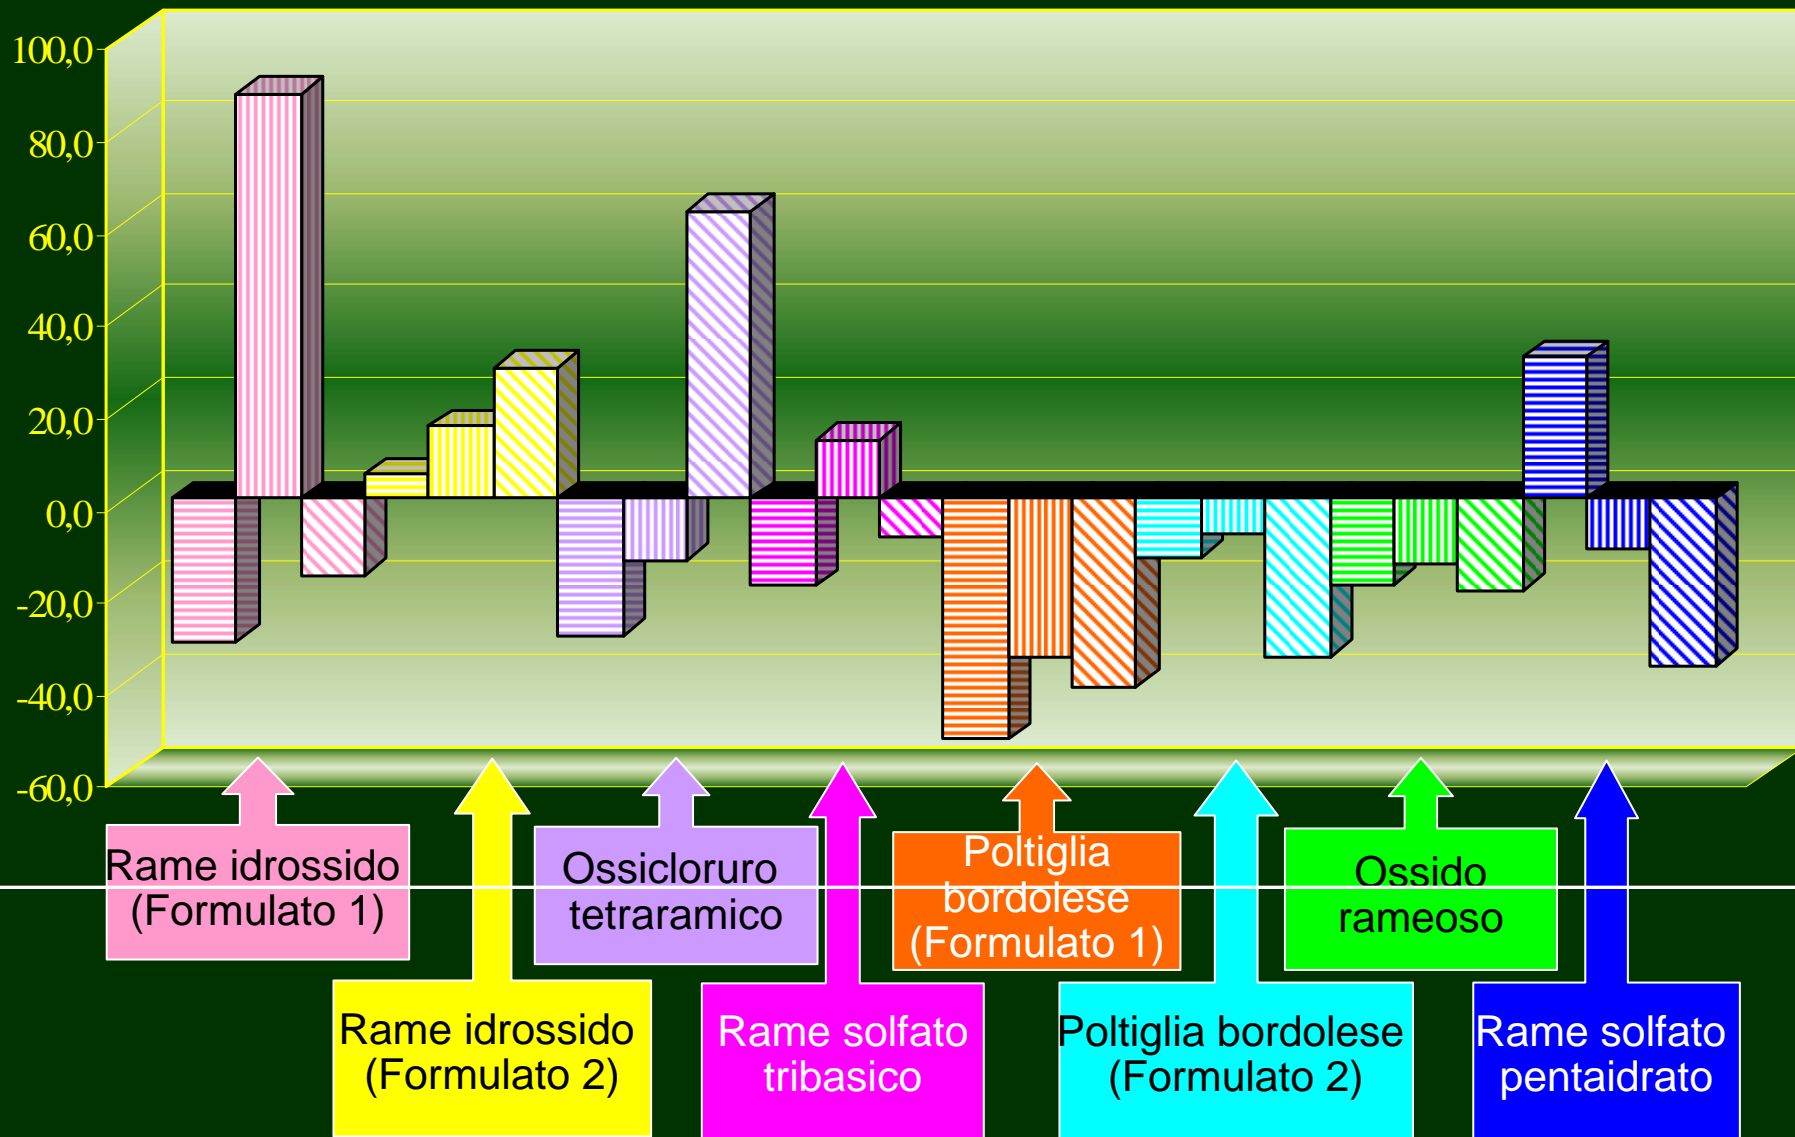 100,0
80,0
60,0
40,0
20,0
0,0
-20,0
-40,0
-60,0
Rame idrossido
(Formulato 1)
Rame idrossido
(Formulato 2)
Ossicloruro
tetraramico
Rame solfato
tribasico
Poltiglia
bordolese
(Formulato 1)
Poltiglia bordolese
(Formulato 2)
Ossido
rameoso
Rame solfato
pentaidrato